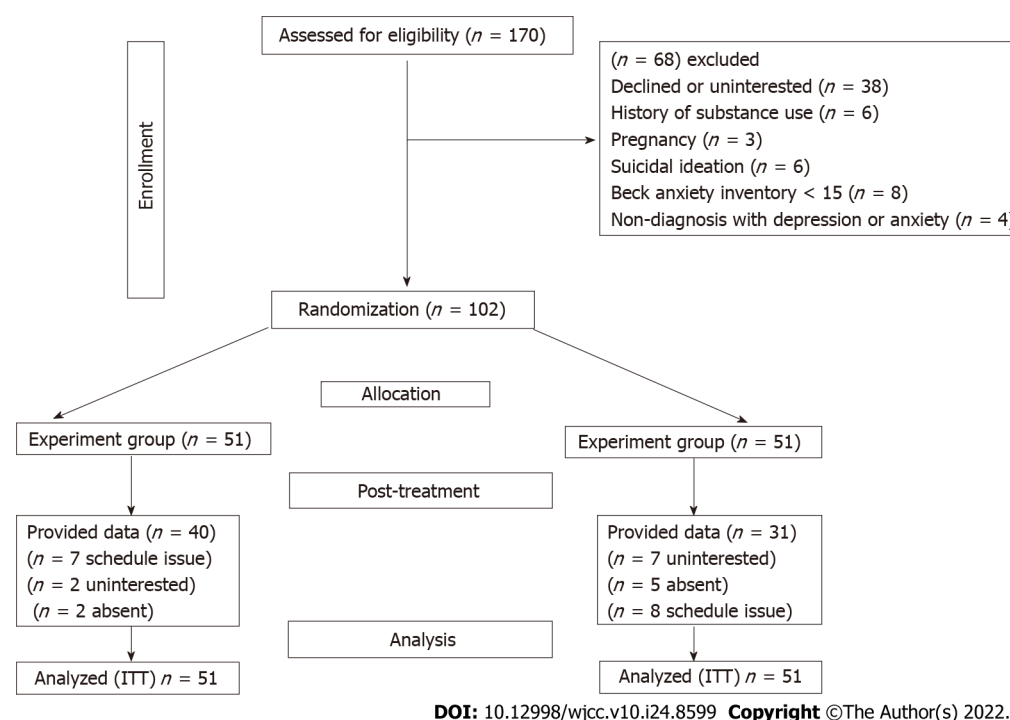 Assessed for eligibility (n = 170)
(n = 68) excluded
Declined or uninterested (n = 38)
History of substance use (n = 6)
Pregnancy (n = 3)
Suicidal ideation (n = 6)
Beck anxiety inventory < 15 (n = 8)
Non-diagnosis with depression or anxiety (n = 4)
Enrollment
Randomization (n = 102)
Allocation
Experiment group (n = 51)
Experiment group (n = 51)
Post-treatment
Provided data (n = 40)
(n = 7 schedule issue)
(n = 2 uninterested)
(n = 2 absent)
Provided data (n = 31)
(n = 7 uninterested)
(n = 5 absent)
(n = 8 schedule issue)
Analysis
Analyzed (ITT) n = 51
Analyzed (ITT) n = 51
DOI: 10.12998/wjcc.v10.i24.8599 Copyright ©The Author(s) 2022.